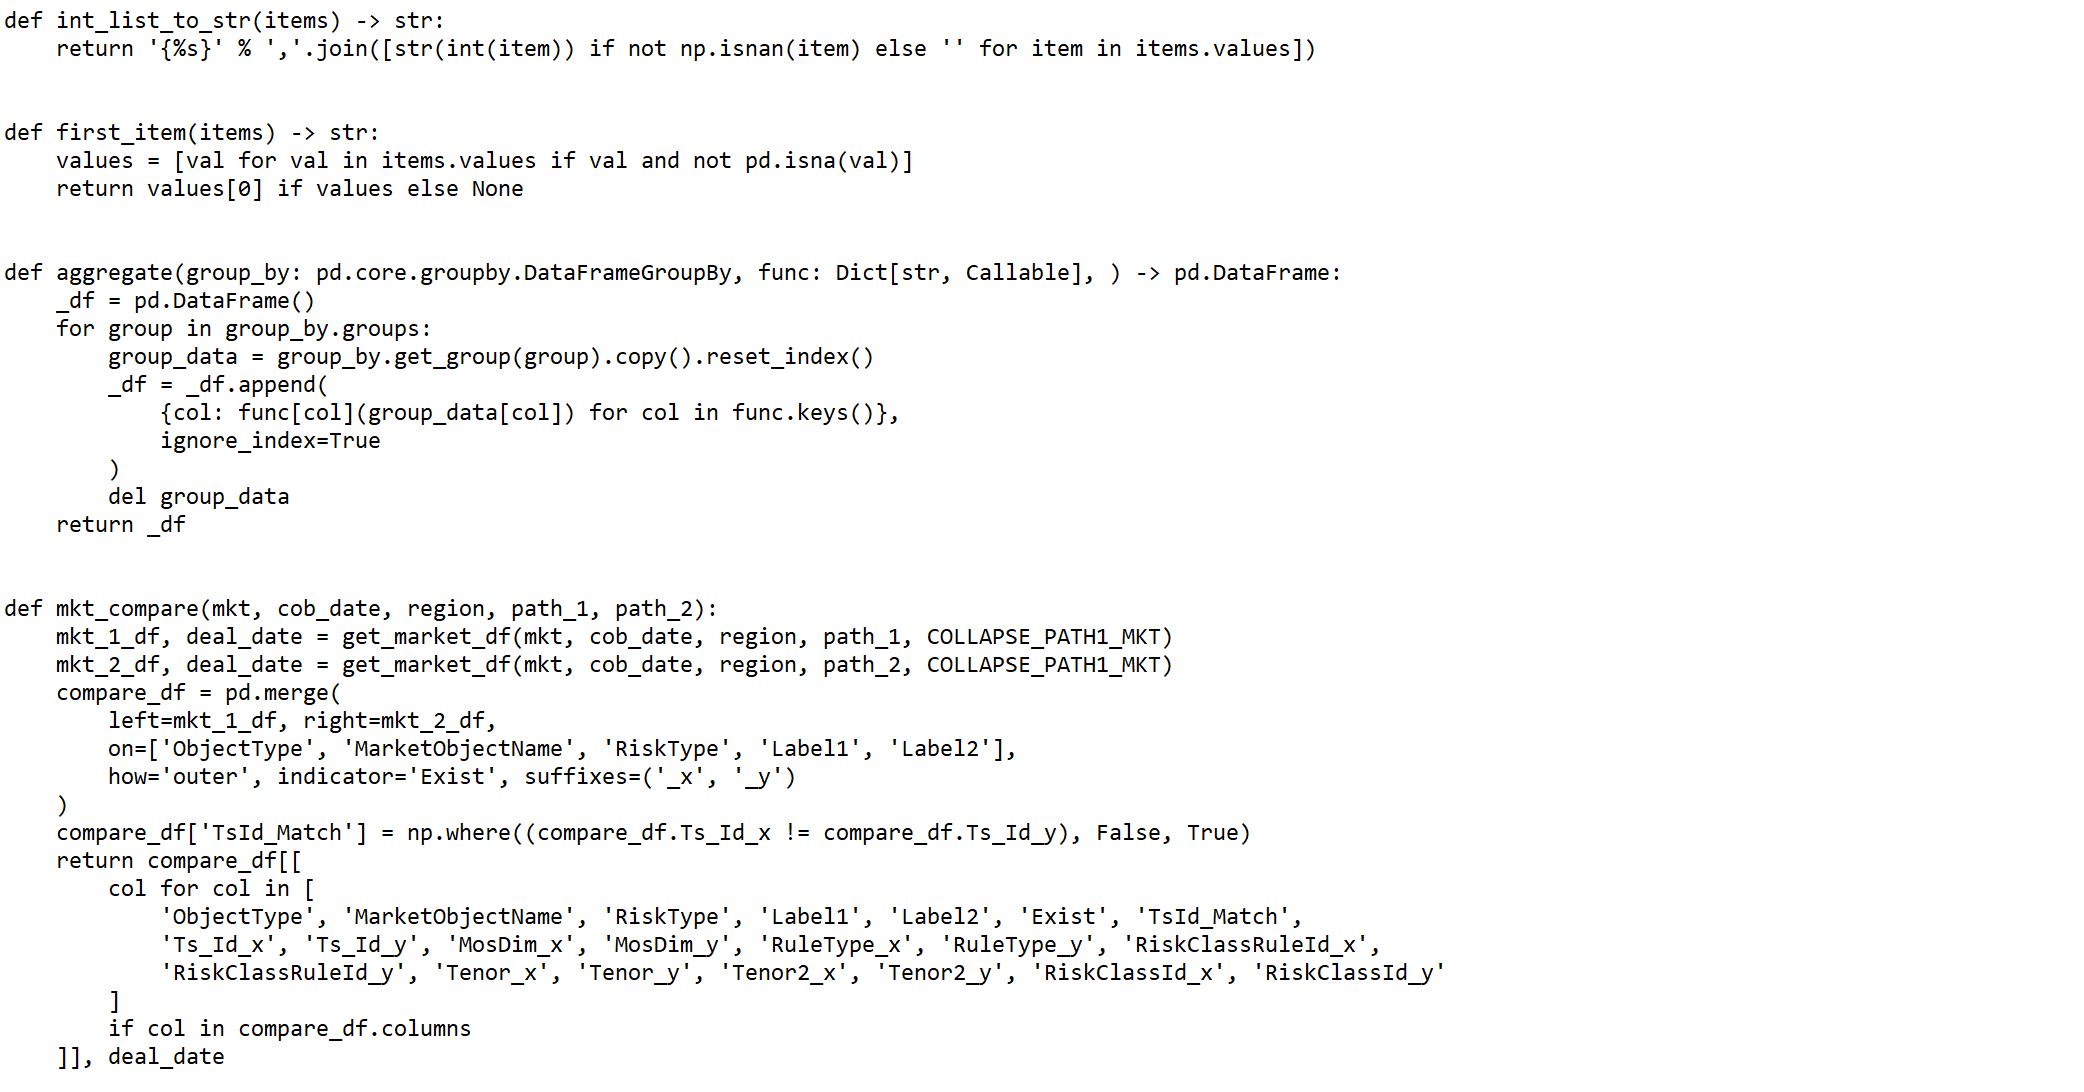 def int_list_to_str(items) -> str:
    return '{%s}' % ','.join([str(int(item)) if not np.isnan(item) else '' for item in items.values])
def first_item(items) -> str:
    values = [val for val in items.values if val and not pd.isna(val)]
    return values[0] if values else None
def aggregate(group_by: pd.core.groupby.DataFrameGroupBy, func: Dict[str, Callable], ) -> pd.DataFrame:
    _df = pd.DataFrame()
    for group in group_by.groups:
        group_data = group_by.get_group(group).copy().reset_index()
        _df = _df.append(
            {col: func[col](group_data[col]) for col in func.keys()},
            ignore_index=True
        )
        del group_data
    return _df
def mkt_compare(mkt, cob_date, region, path_1, path_2):
    mkt_1_df, deal_date = get_market_df(mkt, cob_date, region, path_1, COLLAPSE_PATH1_MKT)
    mkt_2_df, deal_date = get_market_df(mkt, cob_date, region, path_2, COLLAPSE_PATH1_MKT)
    compare_df = pd.merge(
        left=mkt_1_df, right=mkt_2_df,
        on=['ObjectType', 'MarketObjectName', 'RiskType', 'Label1', 'Label2'],
        how='outer', indicator='Exist', suffixes=('_x', '_y')
    )
    compare_df['TsId_Match'] = np.where((compare_df.Ts_Id_x != compare_df.Ts_Id_y), False, True)
    return compare_df[[
        col for col in [
            'ObjectType', 'MarketObjectName', 'RiskType', 'Label1', 'Label2', 'Exist', 'TsId_Match',
            'Ts_Id_x', 'Ts_Id_y', 'MosDim_x', 'MosDim_y', 'RuleType_x', 'RuleType_y', 'RiskClassRuleId_x',
            'RiskClassRuleId_y', 'Tenor_x', 'Tenor_y', 'Tenor2_x', 'Tenor2_y', 'RiskClassId_x', 'RiskClassId_y'
        ]
        if col in compare_df.columns
    ]], deal_date